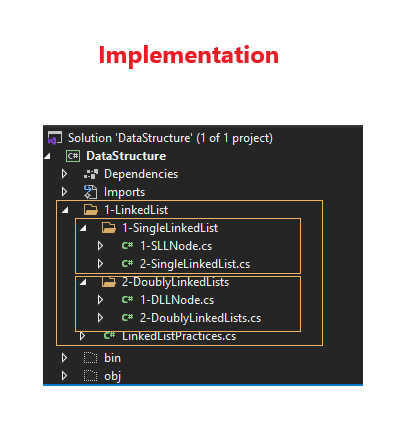 Implementation
Solution 'DataStructure' (1 of 1 project)
C# DataStructure
Dependencies
Imports
1-LinkedList
1-SingleLinkedList
C# 1-SLLNode.cs
C# 2-SingleLinkedList.cs
2-DoublyLinkedLists
C# 1-DLLNode.cs
C# 2-DoublyLinkedLists.cs
C# LinkedListPractices.cs
bin
obj